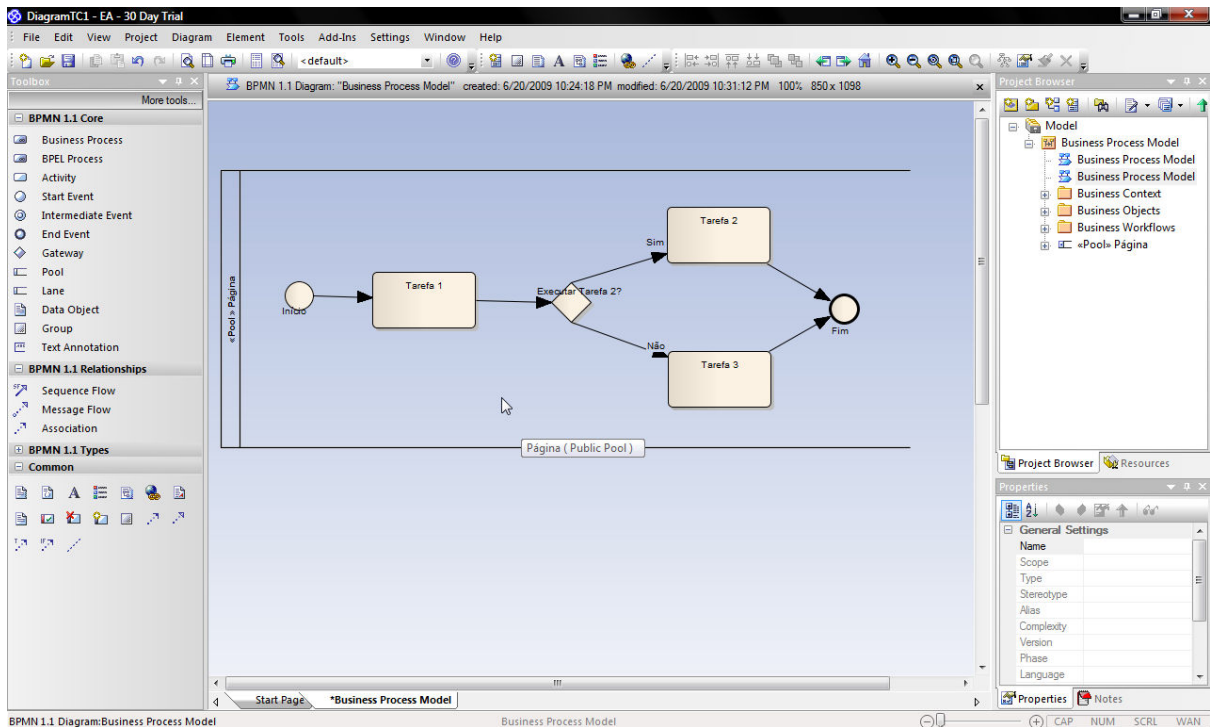 DiagramTC1 - EA - 30 Day Trial
File Edit View Project Diagram Element Tools Add-Ins Settings Window Help
<default>
Toolbox
More tools...
BPMN 1.1 Core
Business Process
BPEL Process
Activity
Start Event
Intermediate Event
End Event
Gateway
Pool
Lane
Data Object
Group
Text Annotation
BPMN 1.1 Relationships
Sequence Flow
Message Flow
Association
BPMN 1.1 Types
Common
BPMN 1.1 Diagram: "Business Process Model" created: 6/20/2009 10:24:18 PM modified: 6/20/2009 10:31:12 PM 100% 850 x 1098
«Pool» Página
Início
Tarefa 1
Executar Tarefa 2?
Sim
Tarefa 2
Não
Tarefa 3
Fim
Página ( Public Pool )
Start Page *Business Process Model
Project Browser
Model
Business Process Model
Business Process Model
Business Process Model
Business Context
Business Objects
Business Workflows
«Pool» Página
Project Browser Resources
Properties
General Settings
Name
Scope
Type
Stereotype
Alias
Complexity
Version
Phase
Language
Properties Notes
BPMN 1.1 Diagram:Business Process Model Business Process Model CAP NUM SCRL WAN